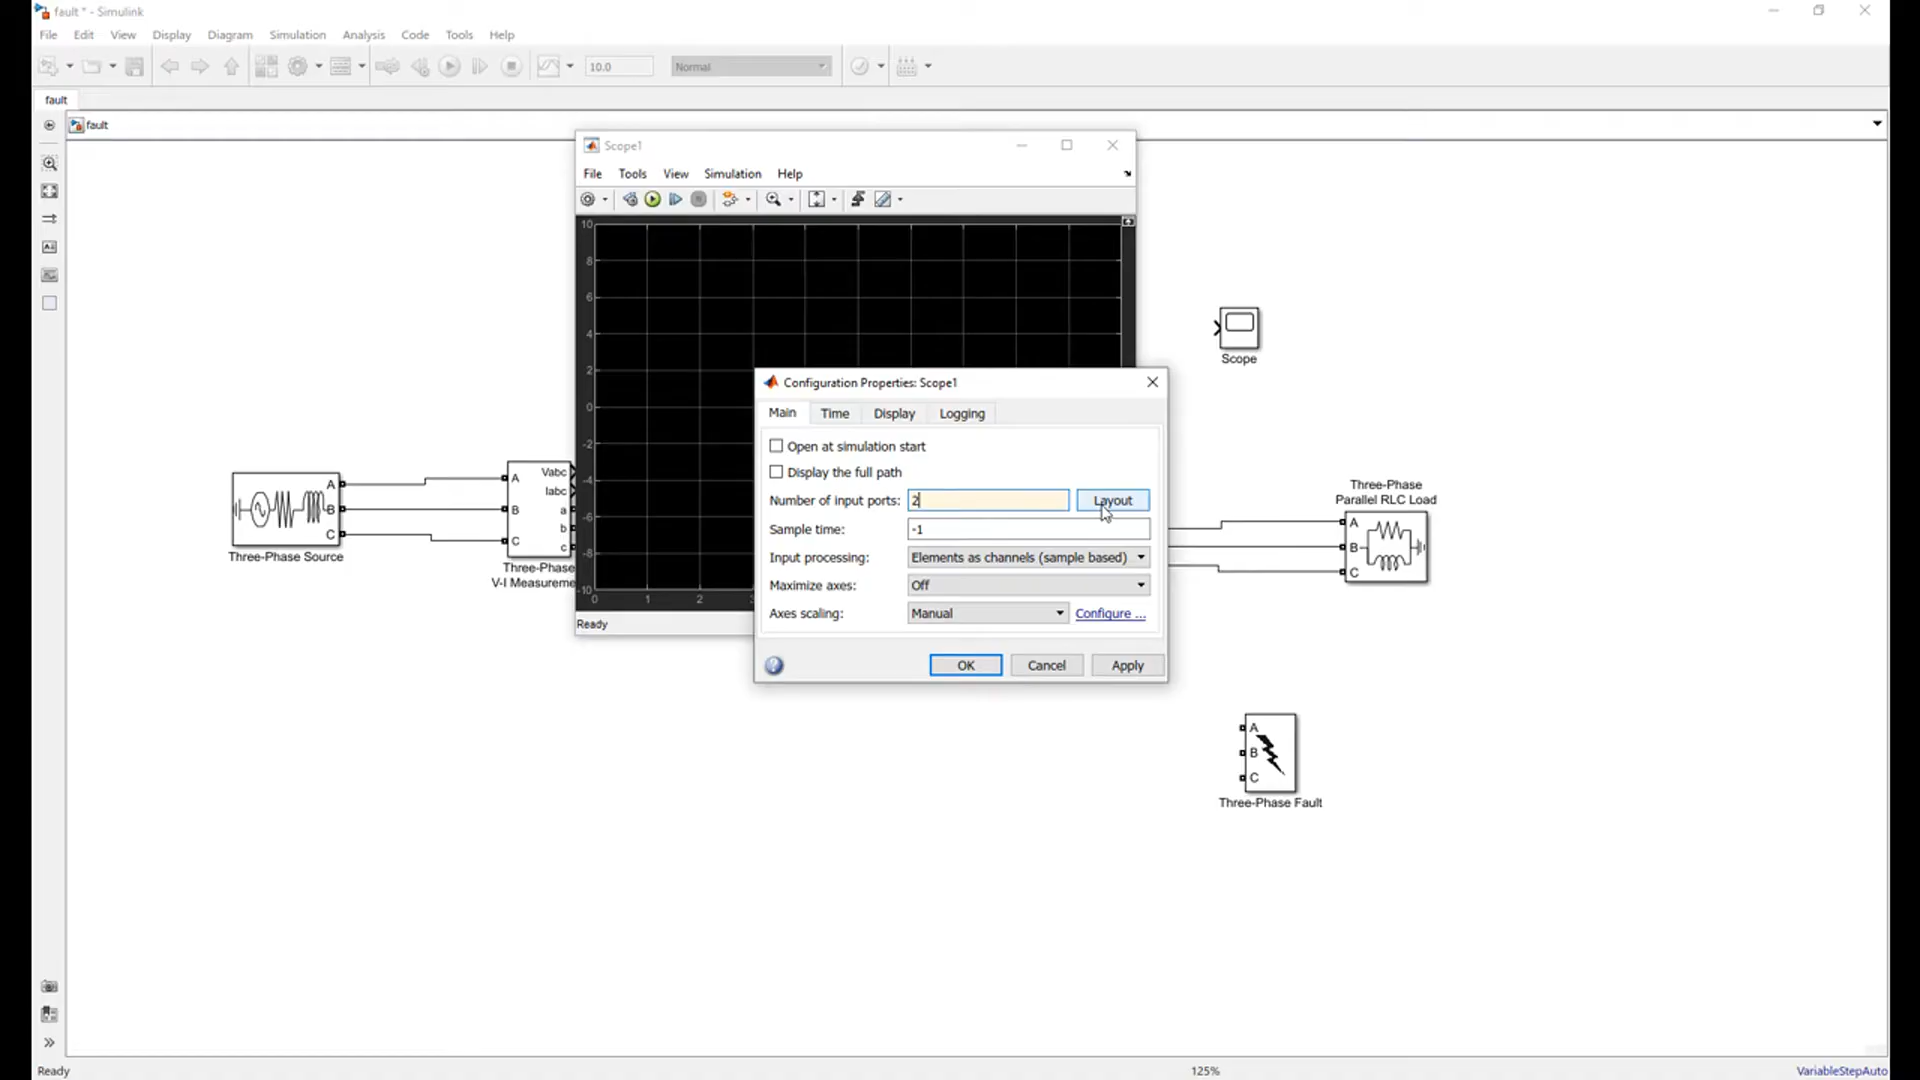 fault * - Simulink
File Edit View Display Diagram Simulation Analysis Code Tools Help
10.0 Normal
fault
fault
Scope1
File Tools View Simulation Help
10
8
6
4
2
0
-2
-4
-6
-8
-10
0 1 2
Ready
Configuration Properties: Scope1
Main Time Display Logging
Open at simulation start
Display the full path
Number of input ports: 2 Layout
Sample time: -1
Input processing: Elements as channels (sample based)
Maximize axes: Off
Axes scaling: Manual Configure ...
OK Cancel Apply
A
B
C
Three-Phase Source
A
B
C
Vabc
Iabc
a
b
c
Three-Phase
V-I Measureme
Scope
Three-Phase
Parallel RLC Load
A
B
C
A
B
C
Three-Phase Fault
Ready 125% VariableStepAuto